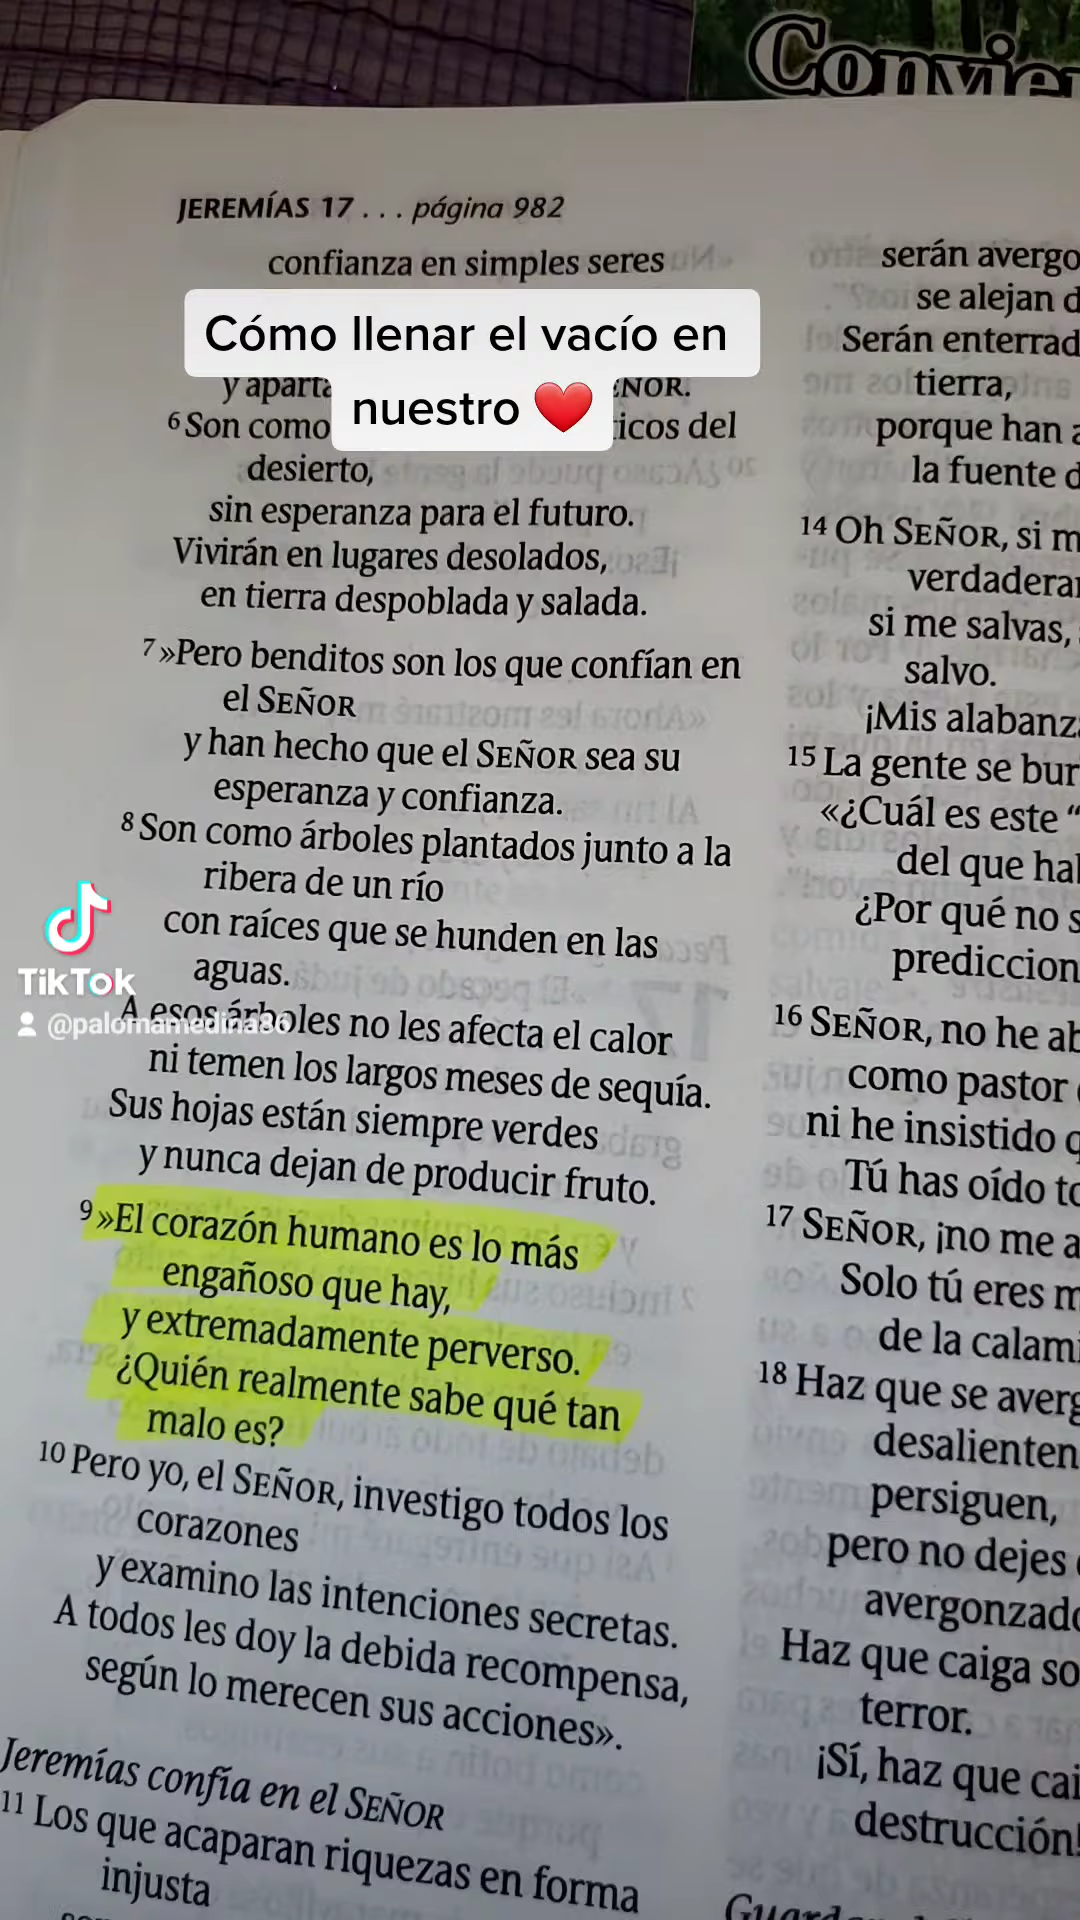 Convier
JEREMÍAS 17 . . . página 982
confianza en simples seres
Cómo llenar el vacío en
nuestro ❤️
y aparta
ÑOR.
6 Son como
icos del
desierto,
sin esperanza para el futuro.
Vivirán en lugares desolados,
en tierra despoblada y salada.
7 »Pero benditos son los que confían en
el SEÑOR
y han hecho que el SEÑOR sea su
esperanza y confianza.
8 Son como árboles plantados junto a la
ribera de un río
con raíces que se hunden en las
aguas.
A esos árboles no les afecta el calor
ni temen los largos meses de sequía.
Sus hojas están siempre verdes
y nunca dejan de producir fruto.
9 »El corazón humano es lo más
engañoso que hay,
y extremadamente perverso.
¿Quién realmente sabe qué tan
malo es?
10 Pero yo, el SEÑOR, investigo todos los
corazones
y examino las intenciones secretas.
A todos les doy la debida recompensa,
según lo merecen sus acciones».
Jeremías confía en el SEÑOR
11 Los que acaparan riquezas en forma
injusta
serán avergo
se alejan d
Serán enterrad
tierra,
porque han a
la fuente d
14 Oh SEÑOR, si m
verdadera
si me salvas,
salvo.
¡Mis alabanz
15 La gente se bur
«¿Cuál es este “
del que hal
¿Por qué no s
prediccion
16 SEÑOR, no he ab
como pastor
ni he insistido q
Tú has oído to
17 SEÑOR, ¡no me a
Solo tú eres m
de la calami
18 Haz que se averg
desalienten
persiguen,
pero no dejes
avergonzado
Haz que caiga so
terror.
¡Sí, haz que cai
destrucción!
TikTok
@palomamedina86